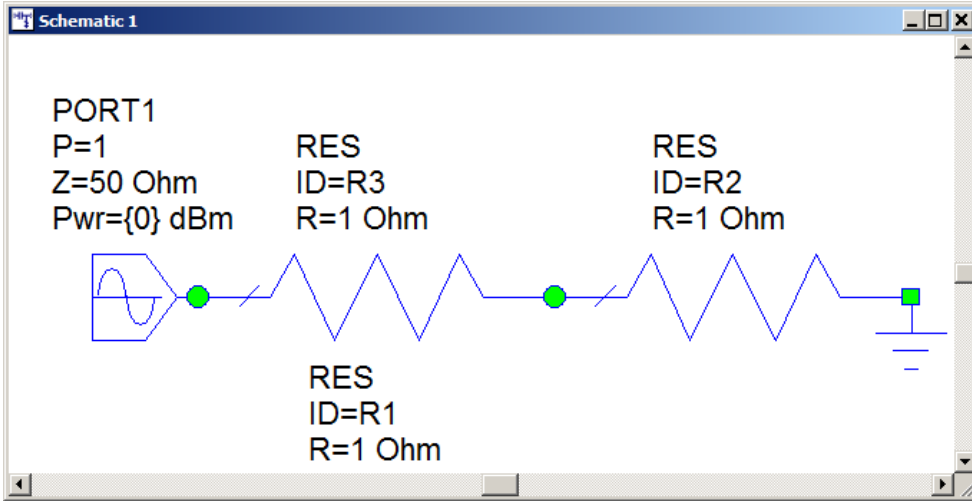 Schematic 1
PORT1
P=1
Z=50 Ohm
Pwr={0} dBm
RES
ID=R3
R=1 Ohm
RES
ID=R2
R=1 Ohm
RES
ID=R1
R=1 Ohm